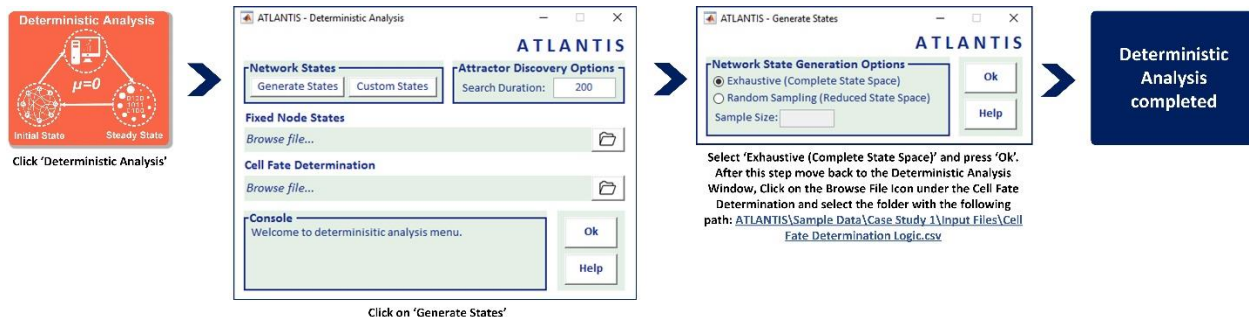 Deterministic Analysis
μ=0
0100
1011
0100
Initial State
Steady State
Click 'Deterministic Analysis'
ATLANTIS - Deterministic Analysis
ATLANTIS
Network States
Generate States
Custom States
Attractor Discovery Options
Search Duration:
200
Fixed Node States
Browse file...
Cell Fate Determination
Browse file...
Console
Welcome to determinisitic analysis menu.
Ok
Help
Click on 'Generate States'
ATLANTIS - Generate States
ATLANTIS
Network State Generation Options
Exhaustive (Complete State Space)
Random Sampling (Reduced State Space)
Sample Size:
Ok
Help
Select 'Exhaustive (Complete State Space)' and press 'Ok'.
After this step move back to the Deterministic Analysis
Window, Click on the Browse File Icon under the Cell Fate
Determination and select the folder with the following
path: ATLANTIS\Sample Data\Case Study 1\Input Files\Cell
Fate Determination Logic.csv
Deterministic
Analysis
completed